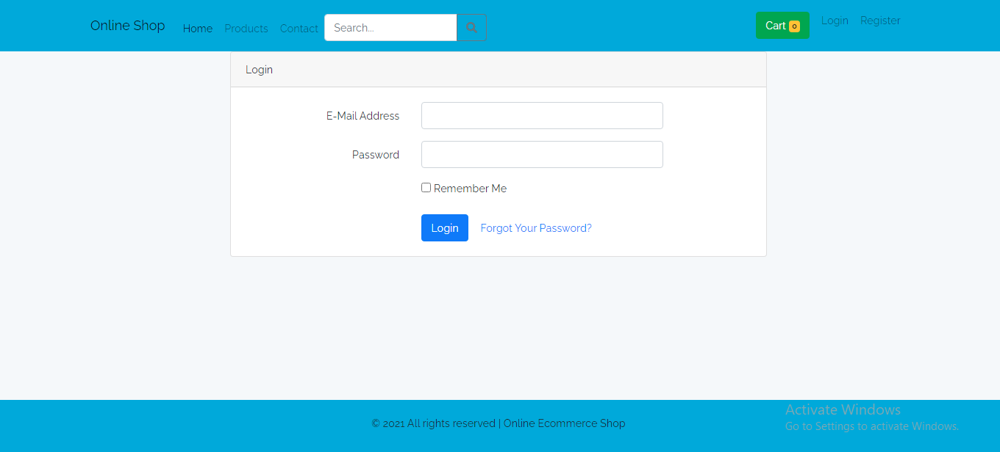 Online Shop Home Products Contact Search... Cart 0 Login Register
Login
E-Mail Address
Password
Remember Me
Login Forgot Your Password?
© 2021 All rights reserved | Online Ecommerce Shop
Activate Windows
Go to Settings to activate Windows.